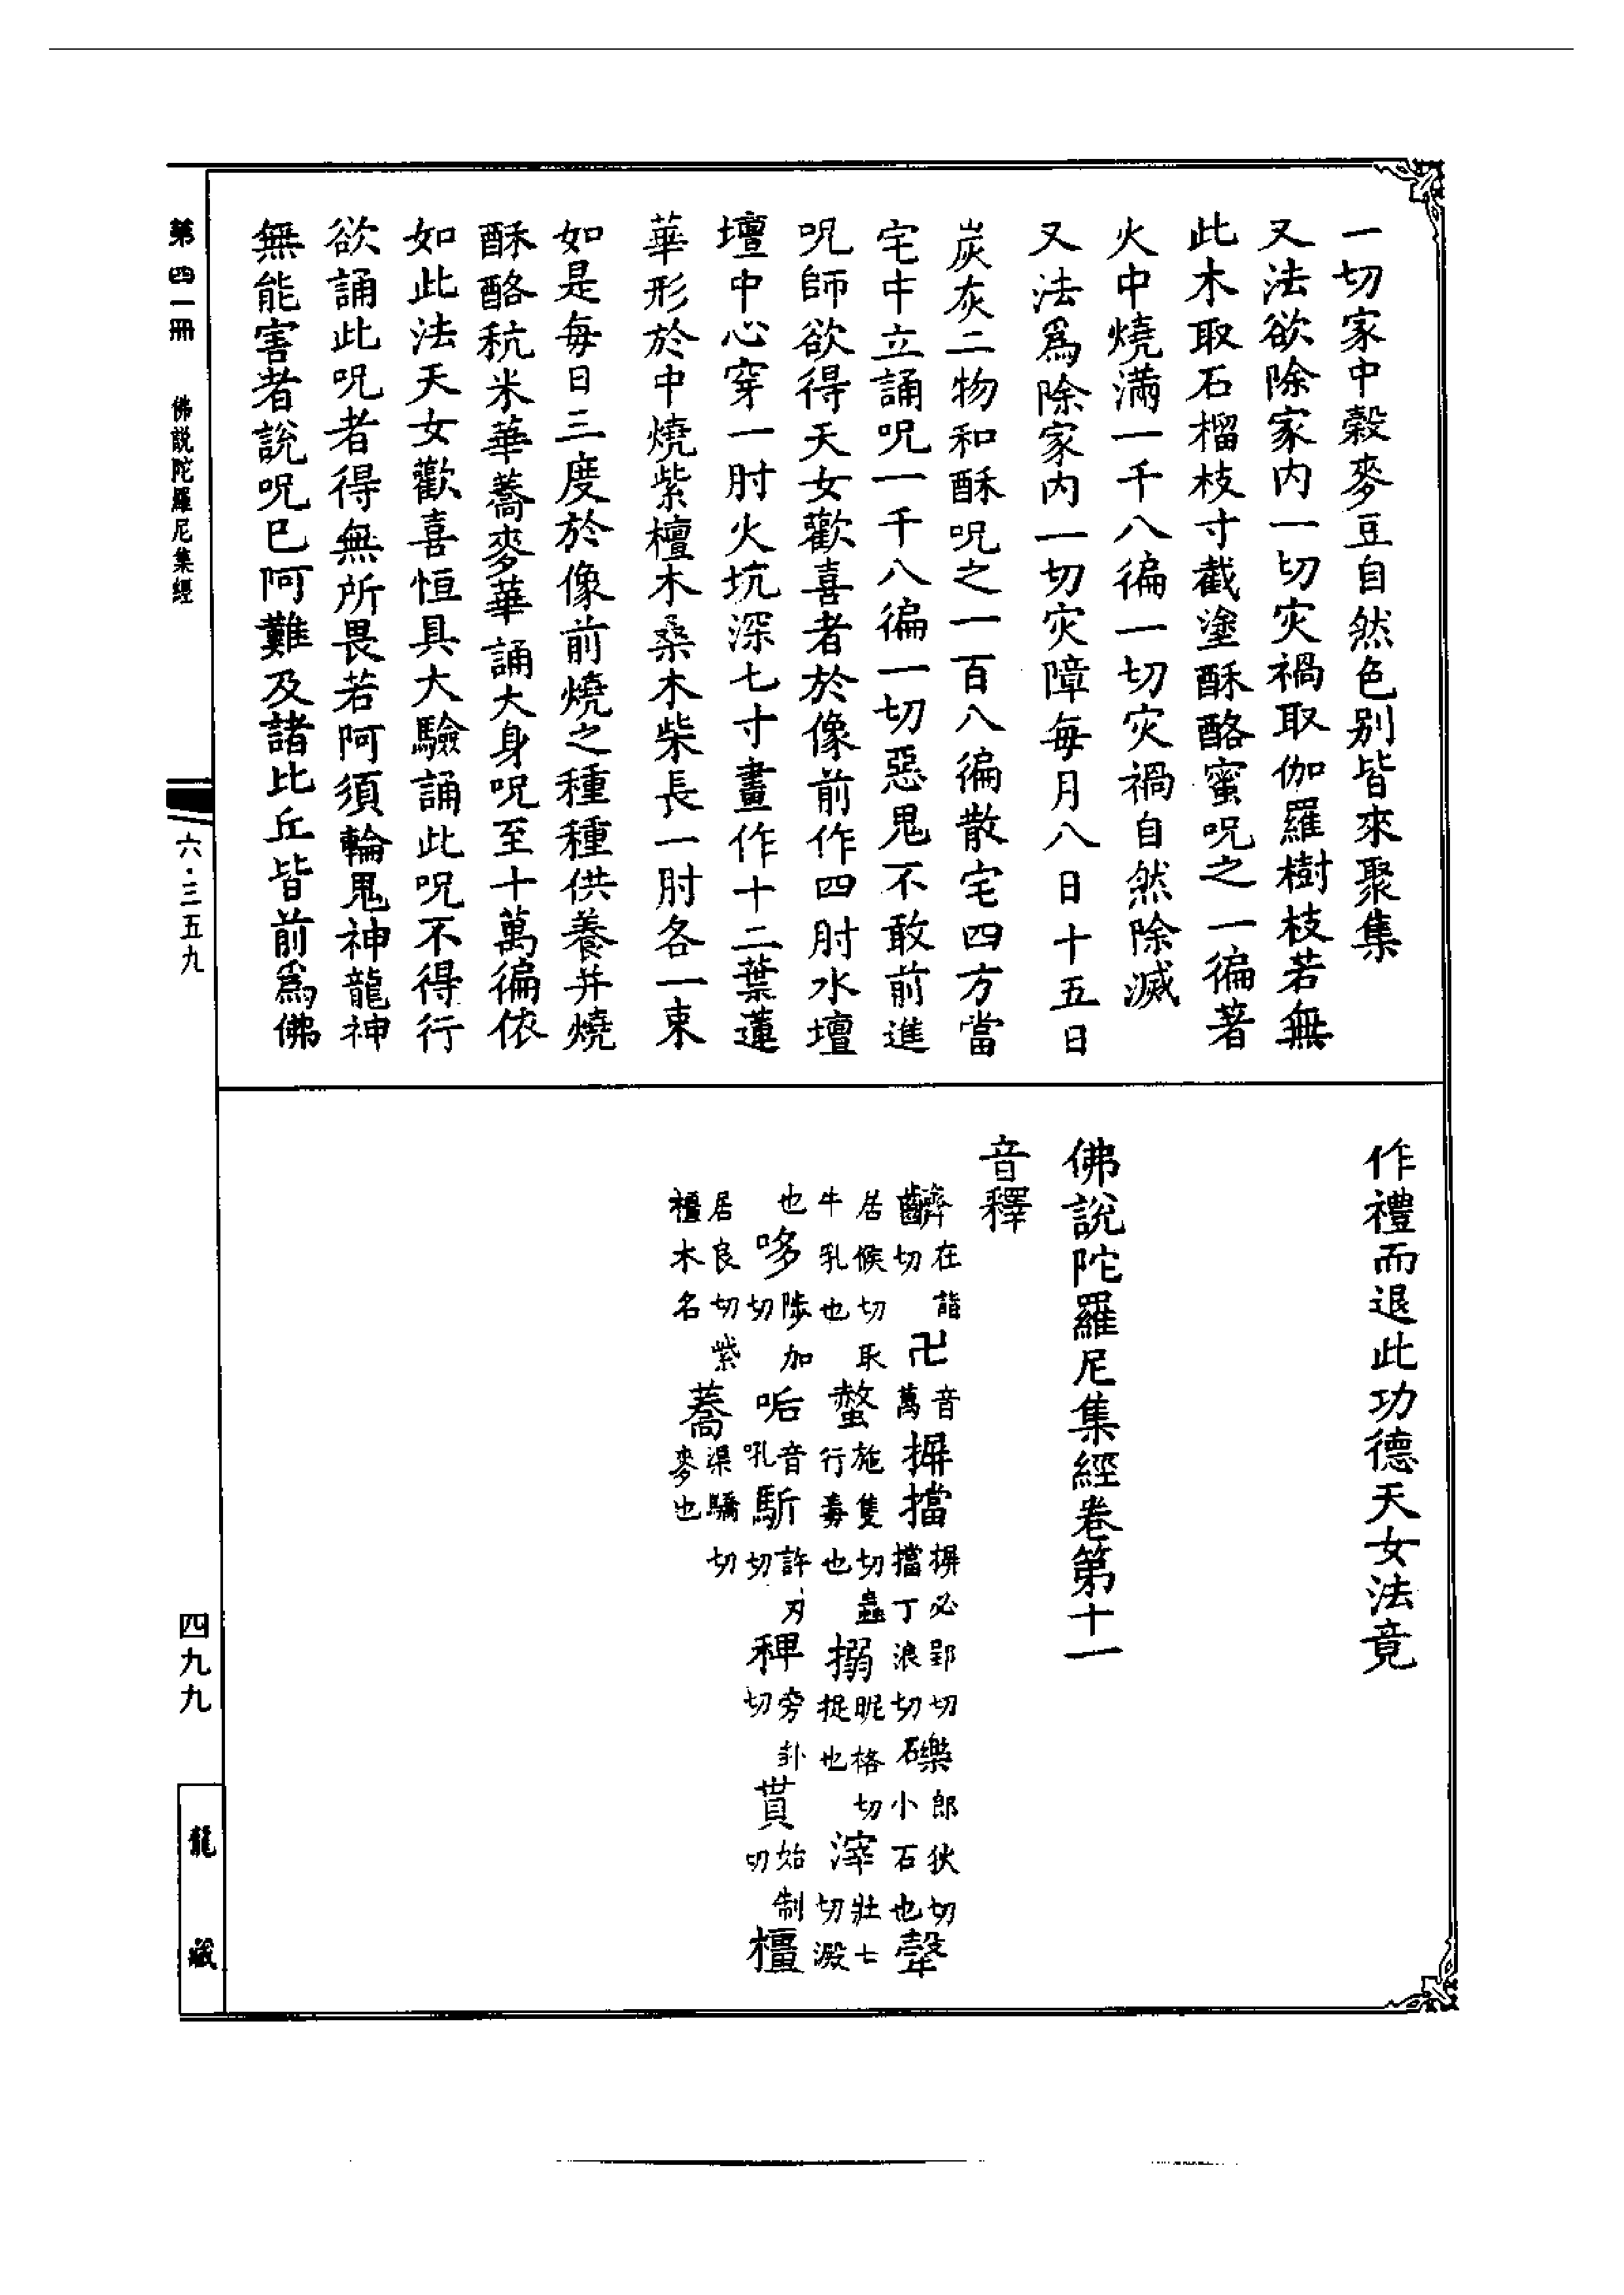 一切家中穀麥豆自然色別皆來聚集
又法欲除家内一切灾禍取伽羅樹枝若無
此木取石榴枝寸截塗酥酪蜜呪之一徧著
火中燒滿一千八徧一切灾禍自然除滅
又法爲除家内一切灾障每月八日十五日
炭灰二物和酥呪之一百八徧散宅四方當
宅中立誦呪一千八徧一切惡鬼不敢前進
呪師欲得天女歡喜者於像前作四肘水壇
壇中心穿一肘火坑深七寸畫作十二葉蓮
華形於中燒紫檀木桑木柴長一肘各一束
如是每日三度於像前燒之種種供養并燒
酥酪秔米華蕎麥華誦大身呪至十萬徧依
如此法天女歡喜恒具大驗誦此呪不得行
欲誦此呪者得無所畏若阿須輪鬼神龍神
無能害者說呪已阿難及諸比丘皆前爲佛
作禮而退此功德天女法竟
佛說陀羅尼集經卷第十一
音釋
齹在詣切 卍音萬 摒擋摒必郢切擋丁浪切 礫郎狄切小石也 㲉
居候切取牛乳也 螫施隻切蟲行毒也 搦昵格切捉也 滓壯士切澱
也 哆陟加切 㖃音吼 馸許刃切 稗旁卦切 貰始制切 橿
居良切紫橿木名 蕎渠驕切麥也
第四一冊 佛説陀羅尼集經 六·三五九 四九九 龍藏